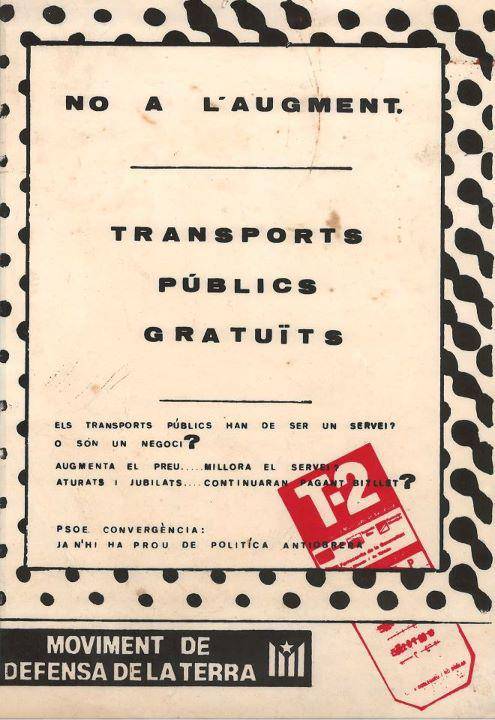 NO A L'AUGMENT.
TRANSPORTS
PÚBLICS
GRATUÏTS
ELS TRANSPORTS PÚBLICS HAN DE SER UN SERVEI?
O SÓN UN NEGOCI?
AUGMENTA EL PREU.....MILLORA EL SERVEI?
ATURATS I JUBILATS....CONTINUARAN PAGANT BITLLET?
T-2
PSOE CONVERGÈNCIA:
JA N'HI HA PROU DE POLITÍCA ANTIOBRERA
P
MOVIMENT DE
DEFENSA DE LA TERRA